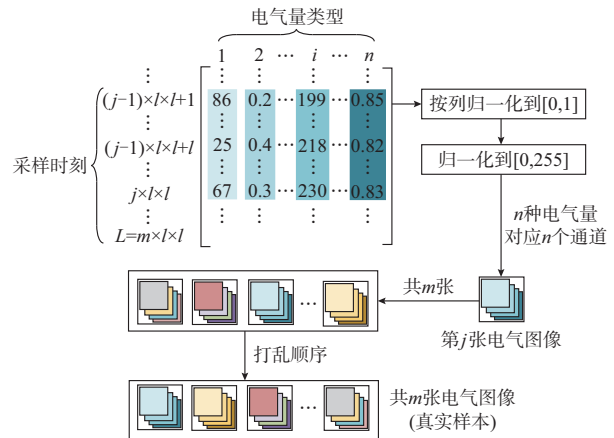 电气量类型
1 2 ⋯ i ⋯ n
⋮ ⋮ ⋮ ⋮ ⋮
(j−1)×l×l+1 86 0.2 ⋯ 199 ⋯ 0.85
⋮ ⋮ ⋮ ⋮ ⋮
(j−1)×l×l+l 25 0.4 ⋯ 218 ⋯ 0.82
⋮ ⋮ ⋮ ⋮ ⋮
j×l×l 67 0.3 ⋯ 230 ⋯ 0.83
⋮ ⋮ ⋮ ⋮ ⋮
L=m×l×l
采样时刻
按列归一化到[0,1]
归一化到[0,255]
n种电气量
对应n个通道
第j张电气图像
共m张
⋯
打乱顺序
⋯
共m张电气图像
(真实样本)